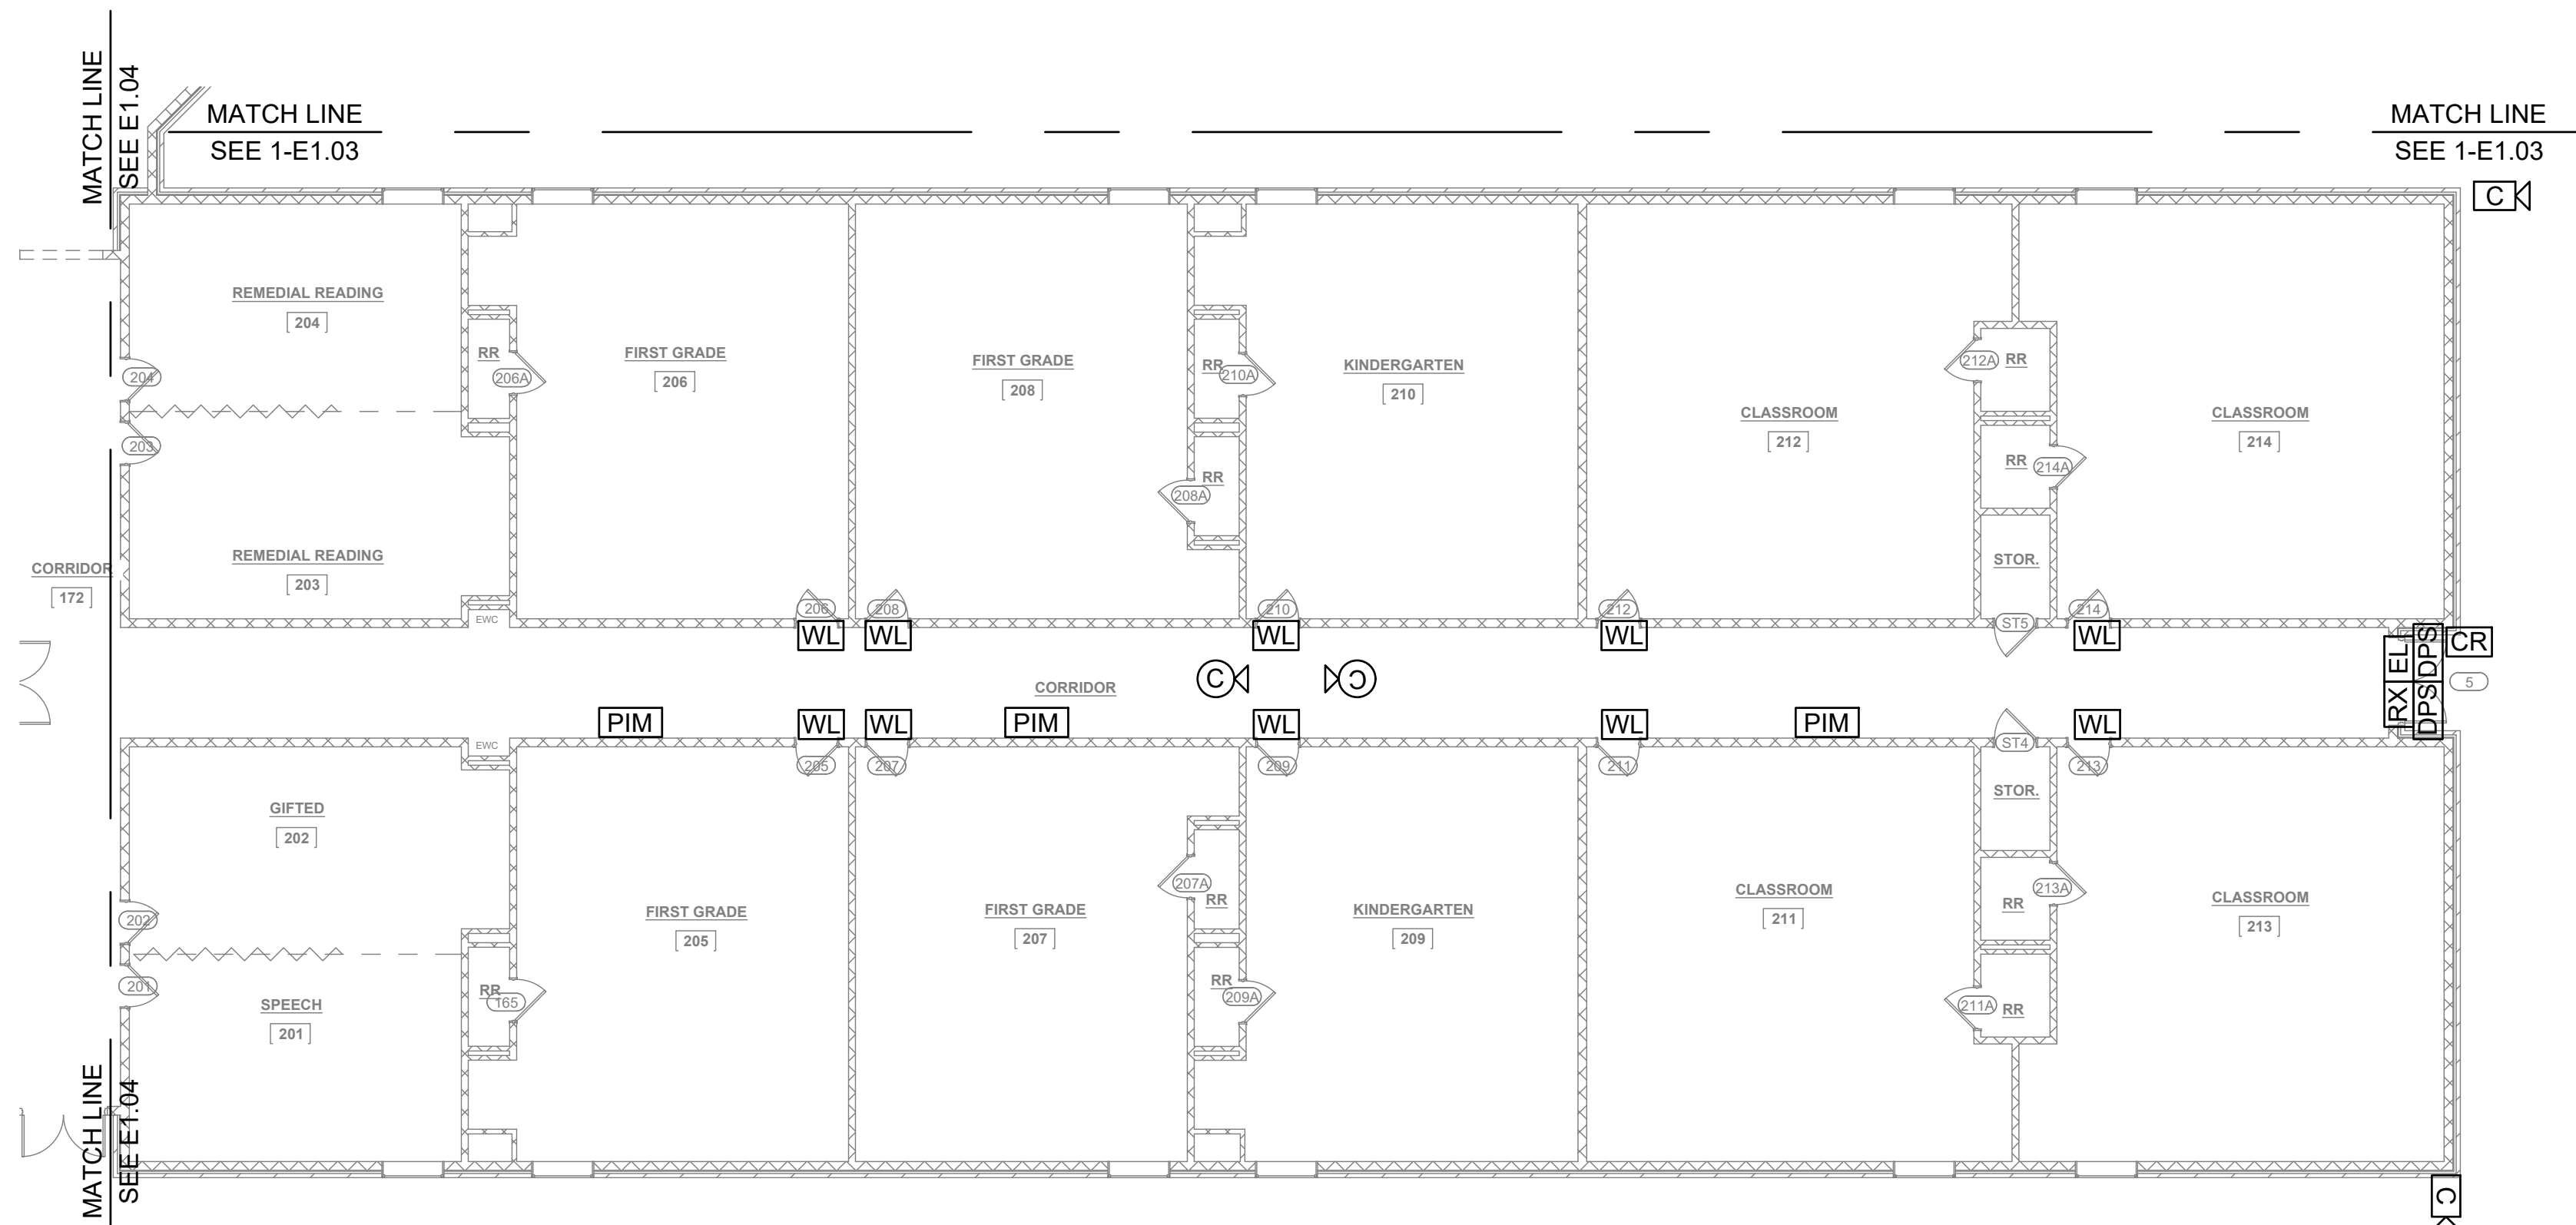 MATCH LINE
SEE E1.04
MATCH LINE
SEE 1-E1.03
MATCH LINE
SEE 1-E1.03
C
REMEDIAL READING
204
RR
206A
FIRST GRADE
206
FIRST GRADE
208
RR
210A
KINDERGARTEN
210
212A
RR
CLASSROOM
212
CLASSROOM
214
204
203
RR
214A
RR
208A
REMEDIAL READING
203
STOR.
CORRIDOR
172
EWC
206
208
210
212
ST5
214
WL
WL
WL
WL
WL
EL
DPS
CR
C
C
CORRIDOR
5
RX
DPS
PIM
WL
WL
PIM
WL
WL
PIM
WL
EWC
ST4
205
207
209
211
213
STOR.
GIFTED
202
207A
RR
CLASSROOM
211
213A
RR
CLASSROOM
213
FIRST GRADE
205
FIRST GRADE
207
KINDERGARTEN
209
202
201
SPEECH
201
RR
165
RR
209A
211A
RR
MATCH LINE
SEE E1.04
C